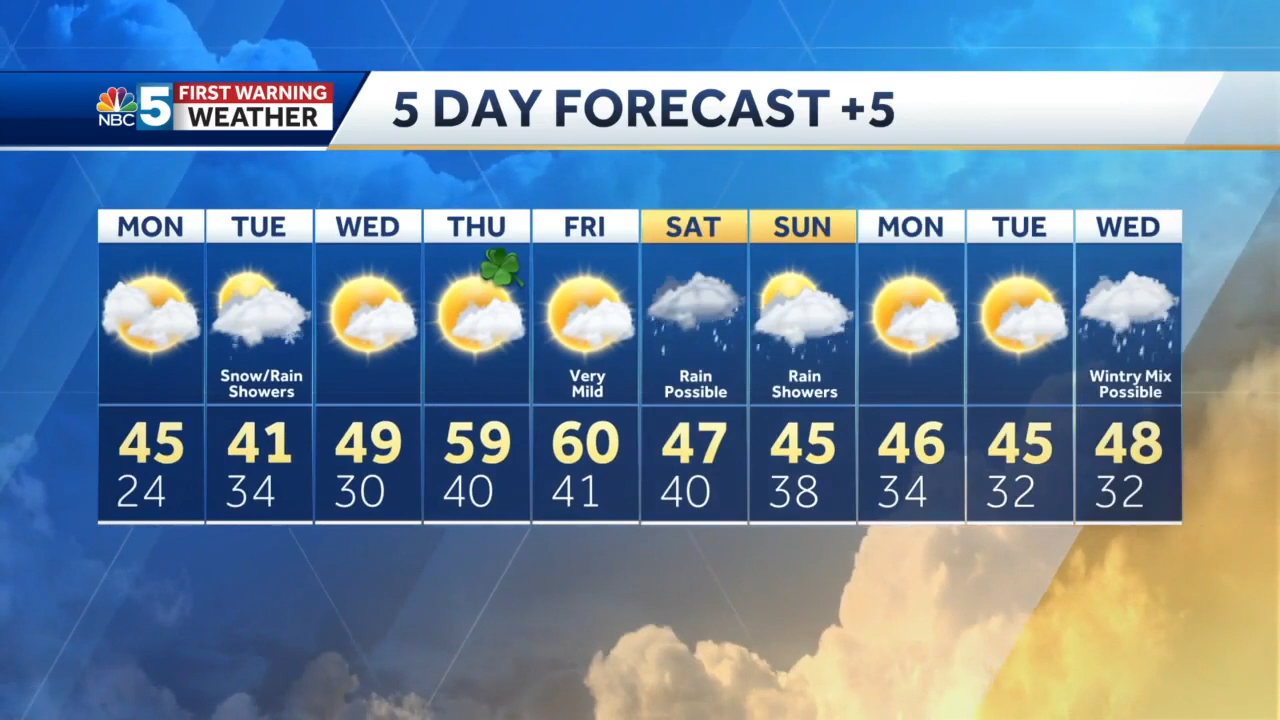 NBC 5 FIRST WARNING
WEATHER
5 DAY FORECAST +5
MON TUE WED THU FRI SAT SUN MON TUE WED
Snow/Rain Very Rain Rain Wintry Mix
Showers Mild Possible Showers Possible
45 41 49 59 60 47 45 46 45 48
24 34 30 40 41 40 38 34 32 32